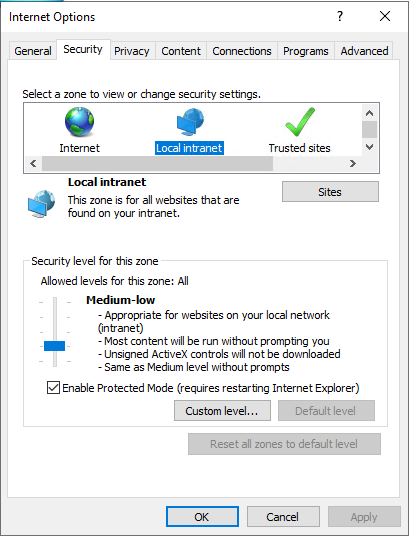 Internet Options
?
General Security Privacy Content Connections Programs Advanced
Select a zone to view or change security settings.
Internet Local intranet Trusted sites
Local intranet
This zone is for all websites that are
found on your intranet.
Sites
Security level for this zone
Allowed levels for this zone: All
Medium-low
- Appropriate for websites on your local network
(intranet)
- Most content will be run without prompting you
- Unsigned ActiveX controls will not be downloaded
- Same as Medium level without prompts
Enable Protected Mode (requires restarting Internet Explorer)
Custom level... Default level
Reset all zones to default level
OK Cancel Apply